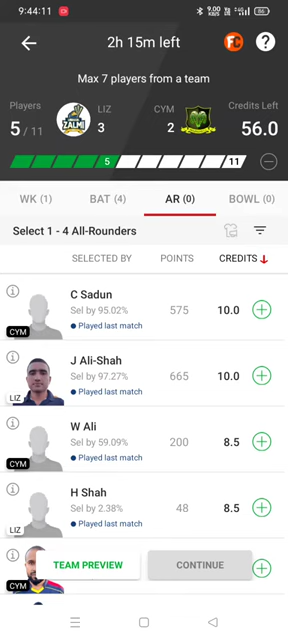 9:44:11
9.00 KB/S
5G
86
2h 15m left
FC
?
Max 7 players from a team
Players
LIZ
CYM
Credits Left
5 / 11
ZALMI
3
2
56.0
5
11
WK (1)
BAT (4)
AR (0)
BOWL (0)
Select 1 - 4 All-Rounders
SELECTED BY
POINTS
CREDITS
C Sadun
Sel by 95.02%
575
10.0
Played last match
CYM
J Ali-Shah
Sel by 97.27%
665
10.0
Played last match
LIZ
W Ali
Sel by 59.09%
200
8.5
Played last match
CYM
H Shah
Sel by 2.38%
48
8.5
Played last match
LIZ
TEAM PREVIEW
CONTINUE
CYM